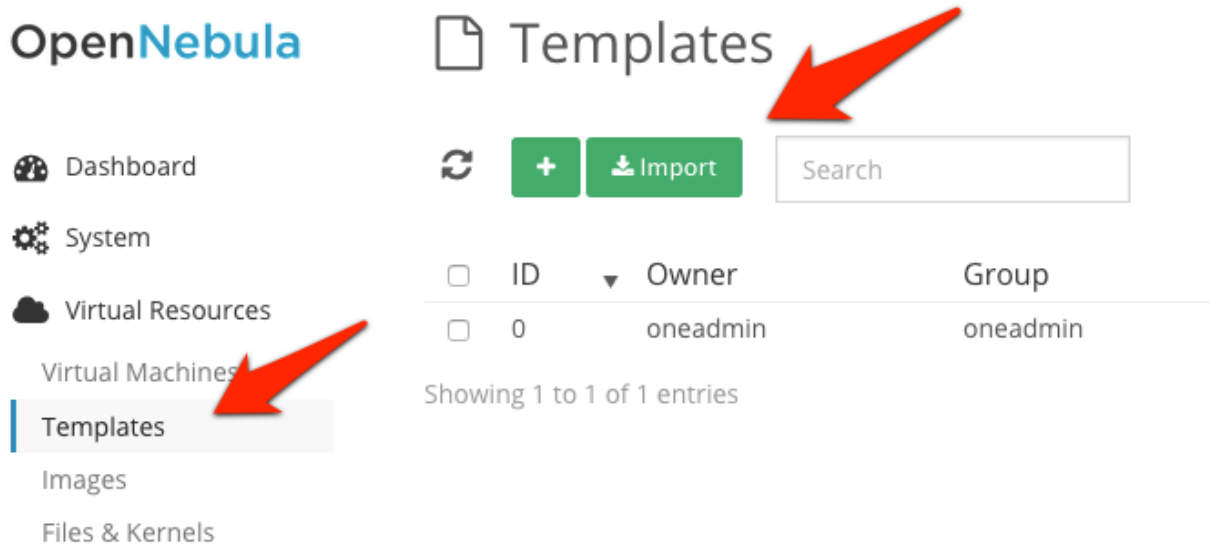 OpenNebula
Templates
Dashboard
+ Import
Search
System
ID Owner Group
Virtual Resources
0 oneadmin oneadmin
Virtual Machines
Showing 1 to 1 of 1 entries
Templates
Images
Files & Kernels